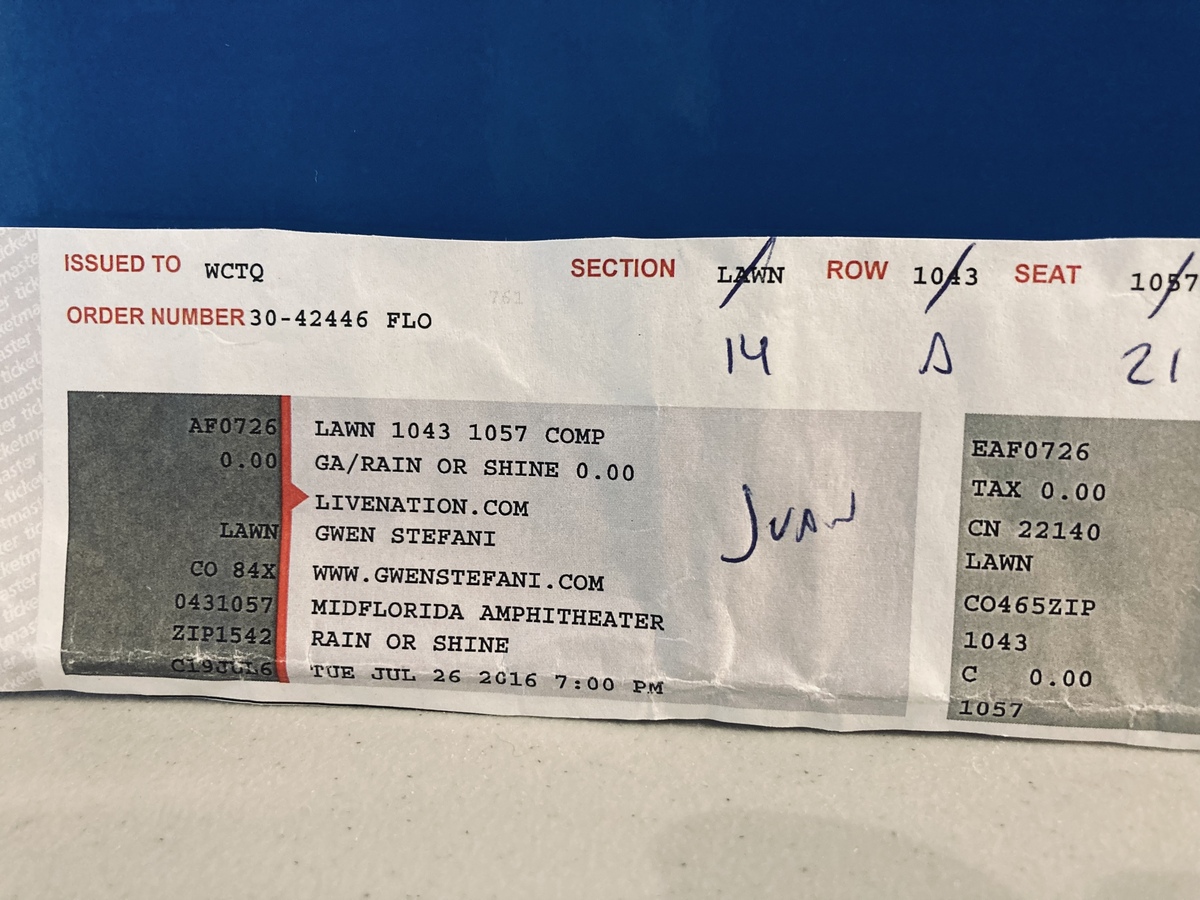 ISSUED TO WCTQ SECTION LAWN ROW 1043 SEAT 1057
761
ORDER NUMBER 30-42446 FLO
14 A 21
AF0726
0.00
LAWN
CO 84X
0431057
ZIP1542
C19JUL6
LAWN 1043 1057 COMP
GA/RAIN OR SHINE 0.00
LIVENATION.COM
GWEN STEFANI
WWW.GWENSTEFANI.COM
MIDFLORIDA AMPHITHEATER
RAIN OR SHINE
TUE JUL 26 2016 7:00 PM
Juan
EAF0726
TAX 0.00
CN 22140
LAWN
CO465ZIP
1043
C 0.00
1057